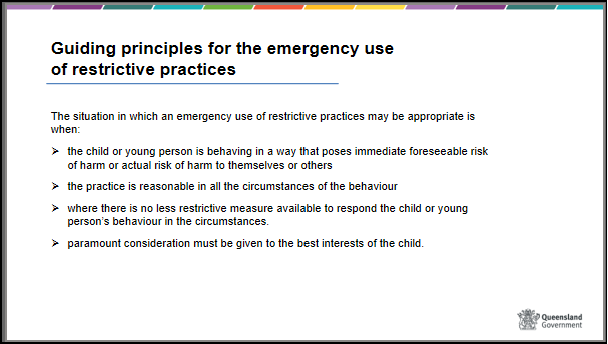 Guiding principles for the emergency use
of restrictive practices
The situation in which an emergency use of restrictive practices may be appropriate is
when:
➢ the child or young person is behaving in a way that poses immediate foreseeable risk
of harm or actual risk of harm to themselves or others
➢ the practice is reasonable in all the circumstances of the behaviour
➢ where there is no less restrictive measure available to respond the child or young
person's behaviour in the circumstances.
➢ paramount consideration must be given to the best interests of the child.
Queensland
Government